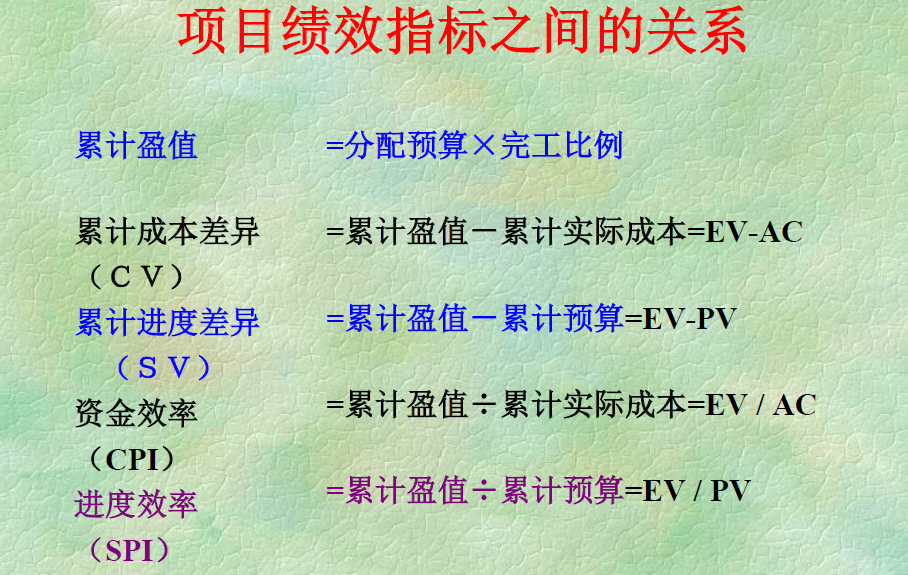 项目绩效指标之间的关系
累计盈值 =分配预算×完工比例
累计成本差异 =累计盈值－累计实际成本=EV-AC
（ＣＶ）
累计进度差异 =累计盈值－累计预算=EV-PV
（ＳＶ）
资金效率 =累计盈值÷累计实际成本=EV / AC
（CPI）
进度效率 =累计盈值÷累计预算=EV / PV
（SPI）